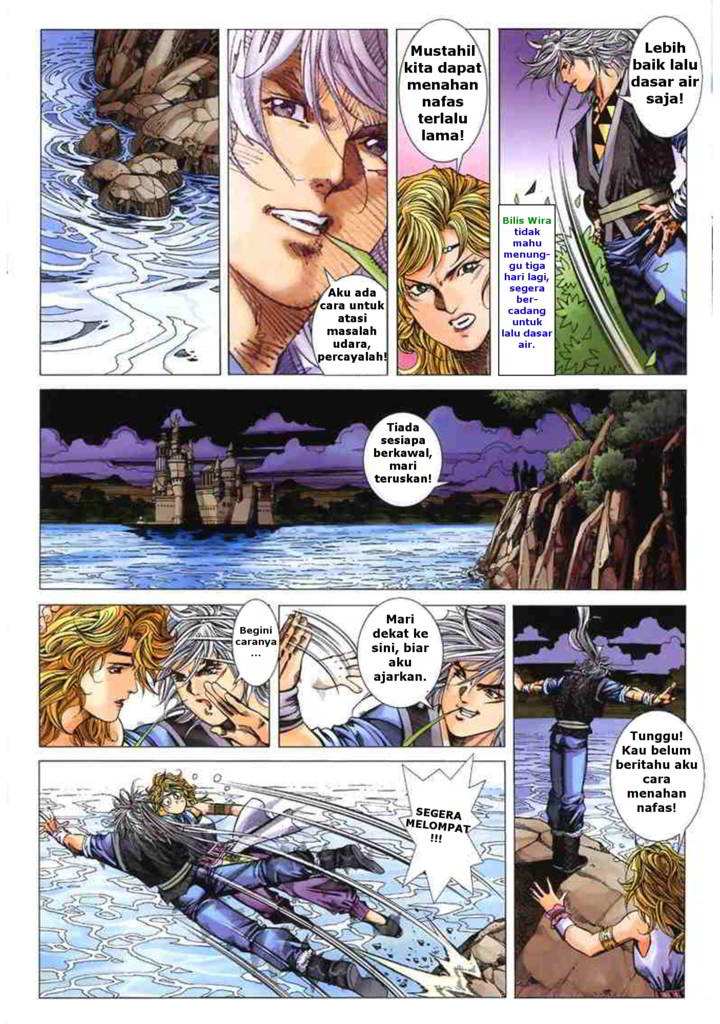 Aku ada
cara untuk
atasi
masalah
udara,
percayalah!
Mustahil
kita dapat
menahan
nafas
terlalu
lama!
Lebih
baik lalu
dasar air
saja!
Bilis Wira
tidak
mahu
menung-
gu tiga
hari lagi,
segera
ber-
cadang
untuk
lalu dasar
air.
Tiada
sesiapa
berkawal,
mari
teruskan!
Begini
caranya
...
Mari
dekat ke
sini, biar
aku
ajarkan.
Tunggu!
Kau belum
beritahu aku
cara
menahan
nafas!
SEGERA
MELOMPAT
!!!